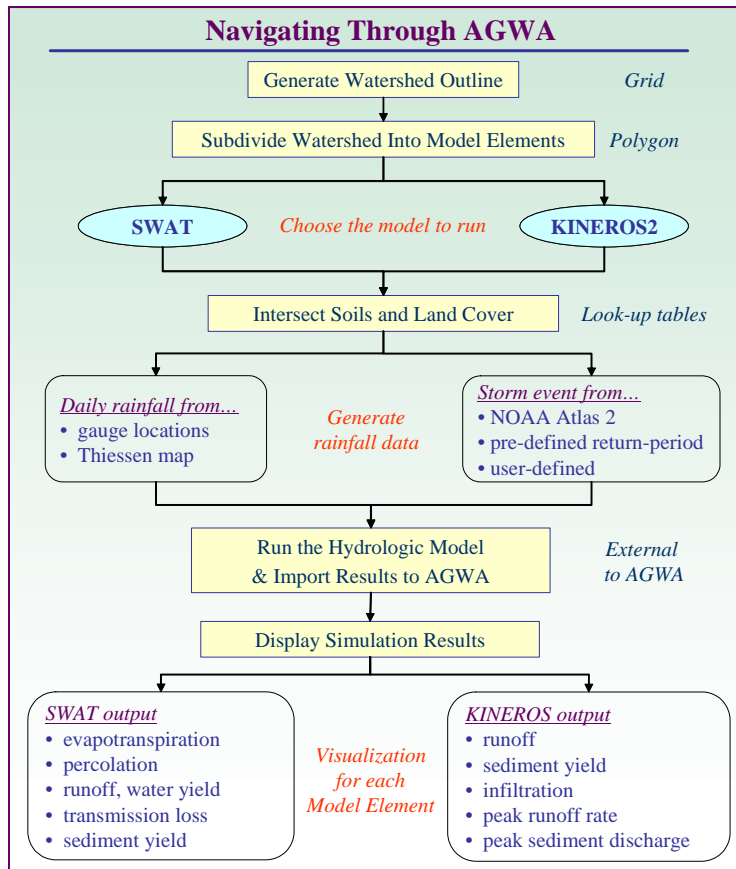 Navigating Through AGWA
Generate Watershed Outline
Grid
Subdivide Watershed Into Model Elements
Polygon
SWAT
Choose the model to run
KINEROS2
Intersect Soils and Land Cover
Look-up tables
Daily rainfall from…
• gauge locations
• Thiessen map
Generate
rainfall data
Storm event from…
• NOAA Atlas 2
• pre-defined return-period
• user-defined
Run the Hydrologic Model
& Import Results to AGWA
External
to AGWA
Display Simulation Results
SWAT output
• evapotranspiration
• percolation
• runoff, water yield
• transmission loss
• sediment yield
Visualization
for each
Model Element
KINEROS output
• runoff
• sediment yield
• infiltration
• peak runoff rate
• peak sediment discharge